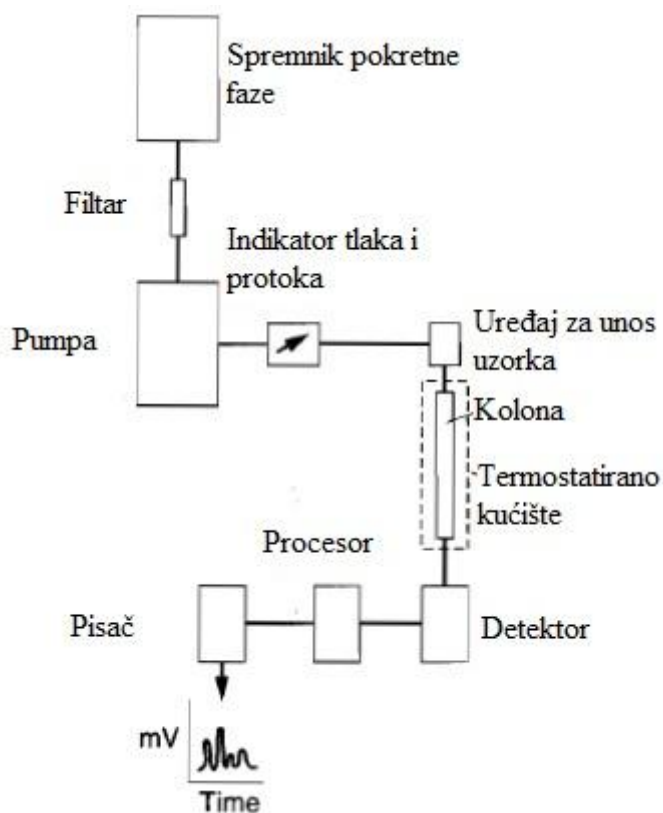 Spremnik pokretne
faze
Filtar
Indikator tlaka i
protoka
Pumpa
Uređaj za unos
uzorka
Kolona
Termostatirano
kućište
Procesor
Pisač
Detektor
mV
Time